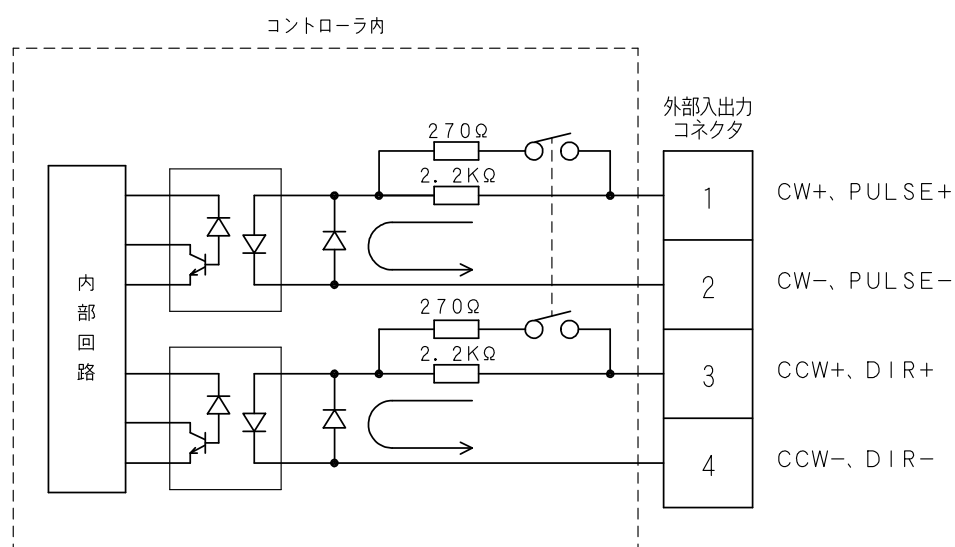 コントローラ内
外部入出力
コネクタ
270Ω
2.2KΩ
1
CW+、PULSE+
2
CW−、PULSE−
内部回路
270Ω
2.2KΩ
3
CCW+、DIR+
4
CCW−、DIR−